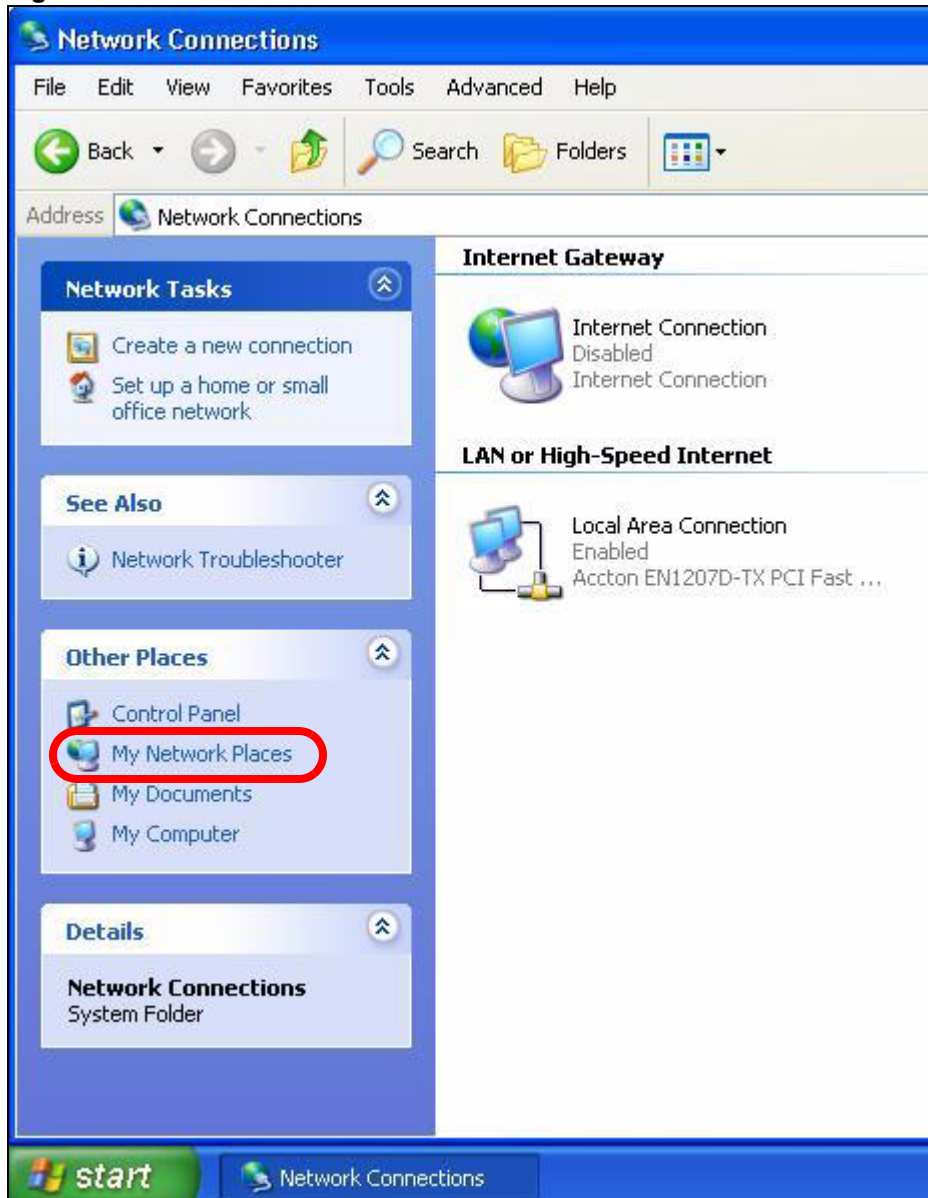 Network Connections
File Edit View Favorites Tools Advanced Help
Back Search Folders
Address Network Connections
Network Tasks
Create a new connection
Set up a home or small
office network
See Also
Network Troubleshooter
Other Places
Control Panel
My Network Places
My Documents
My Computer
Details
Network Connections
System Folder
Internet Gateway
Internet Connection
Disabled
Internet Connection
LAN or High-Speed Internet
Local Area Connection
Enabled
Accton EN1207D-TX PCI Fast ...
start Network Connections